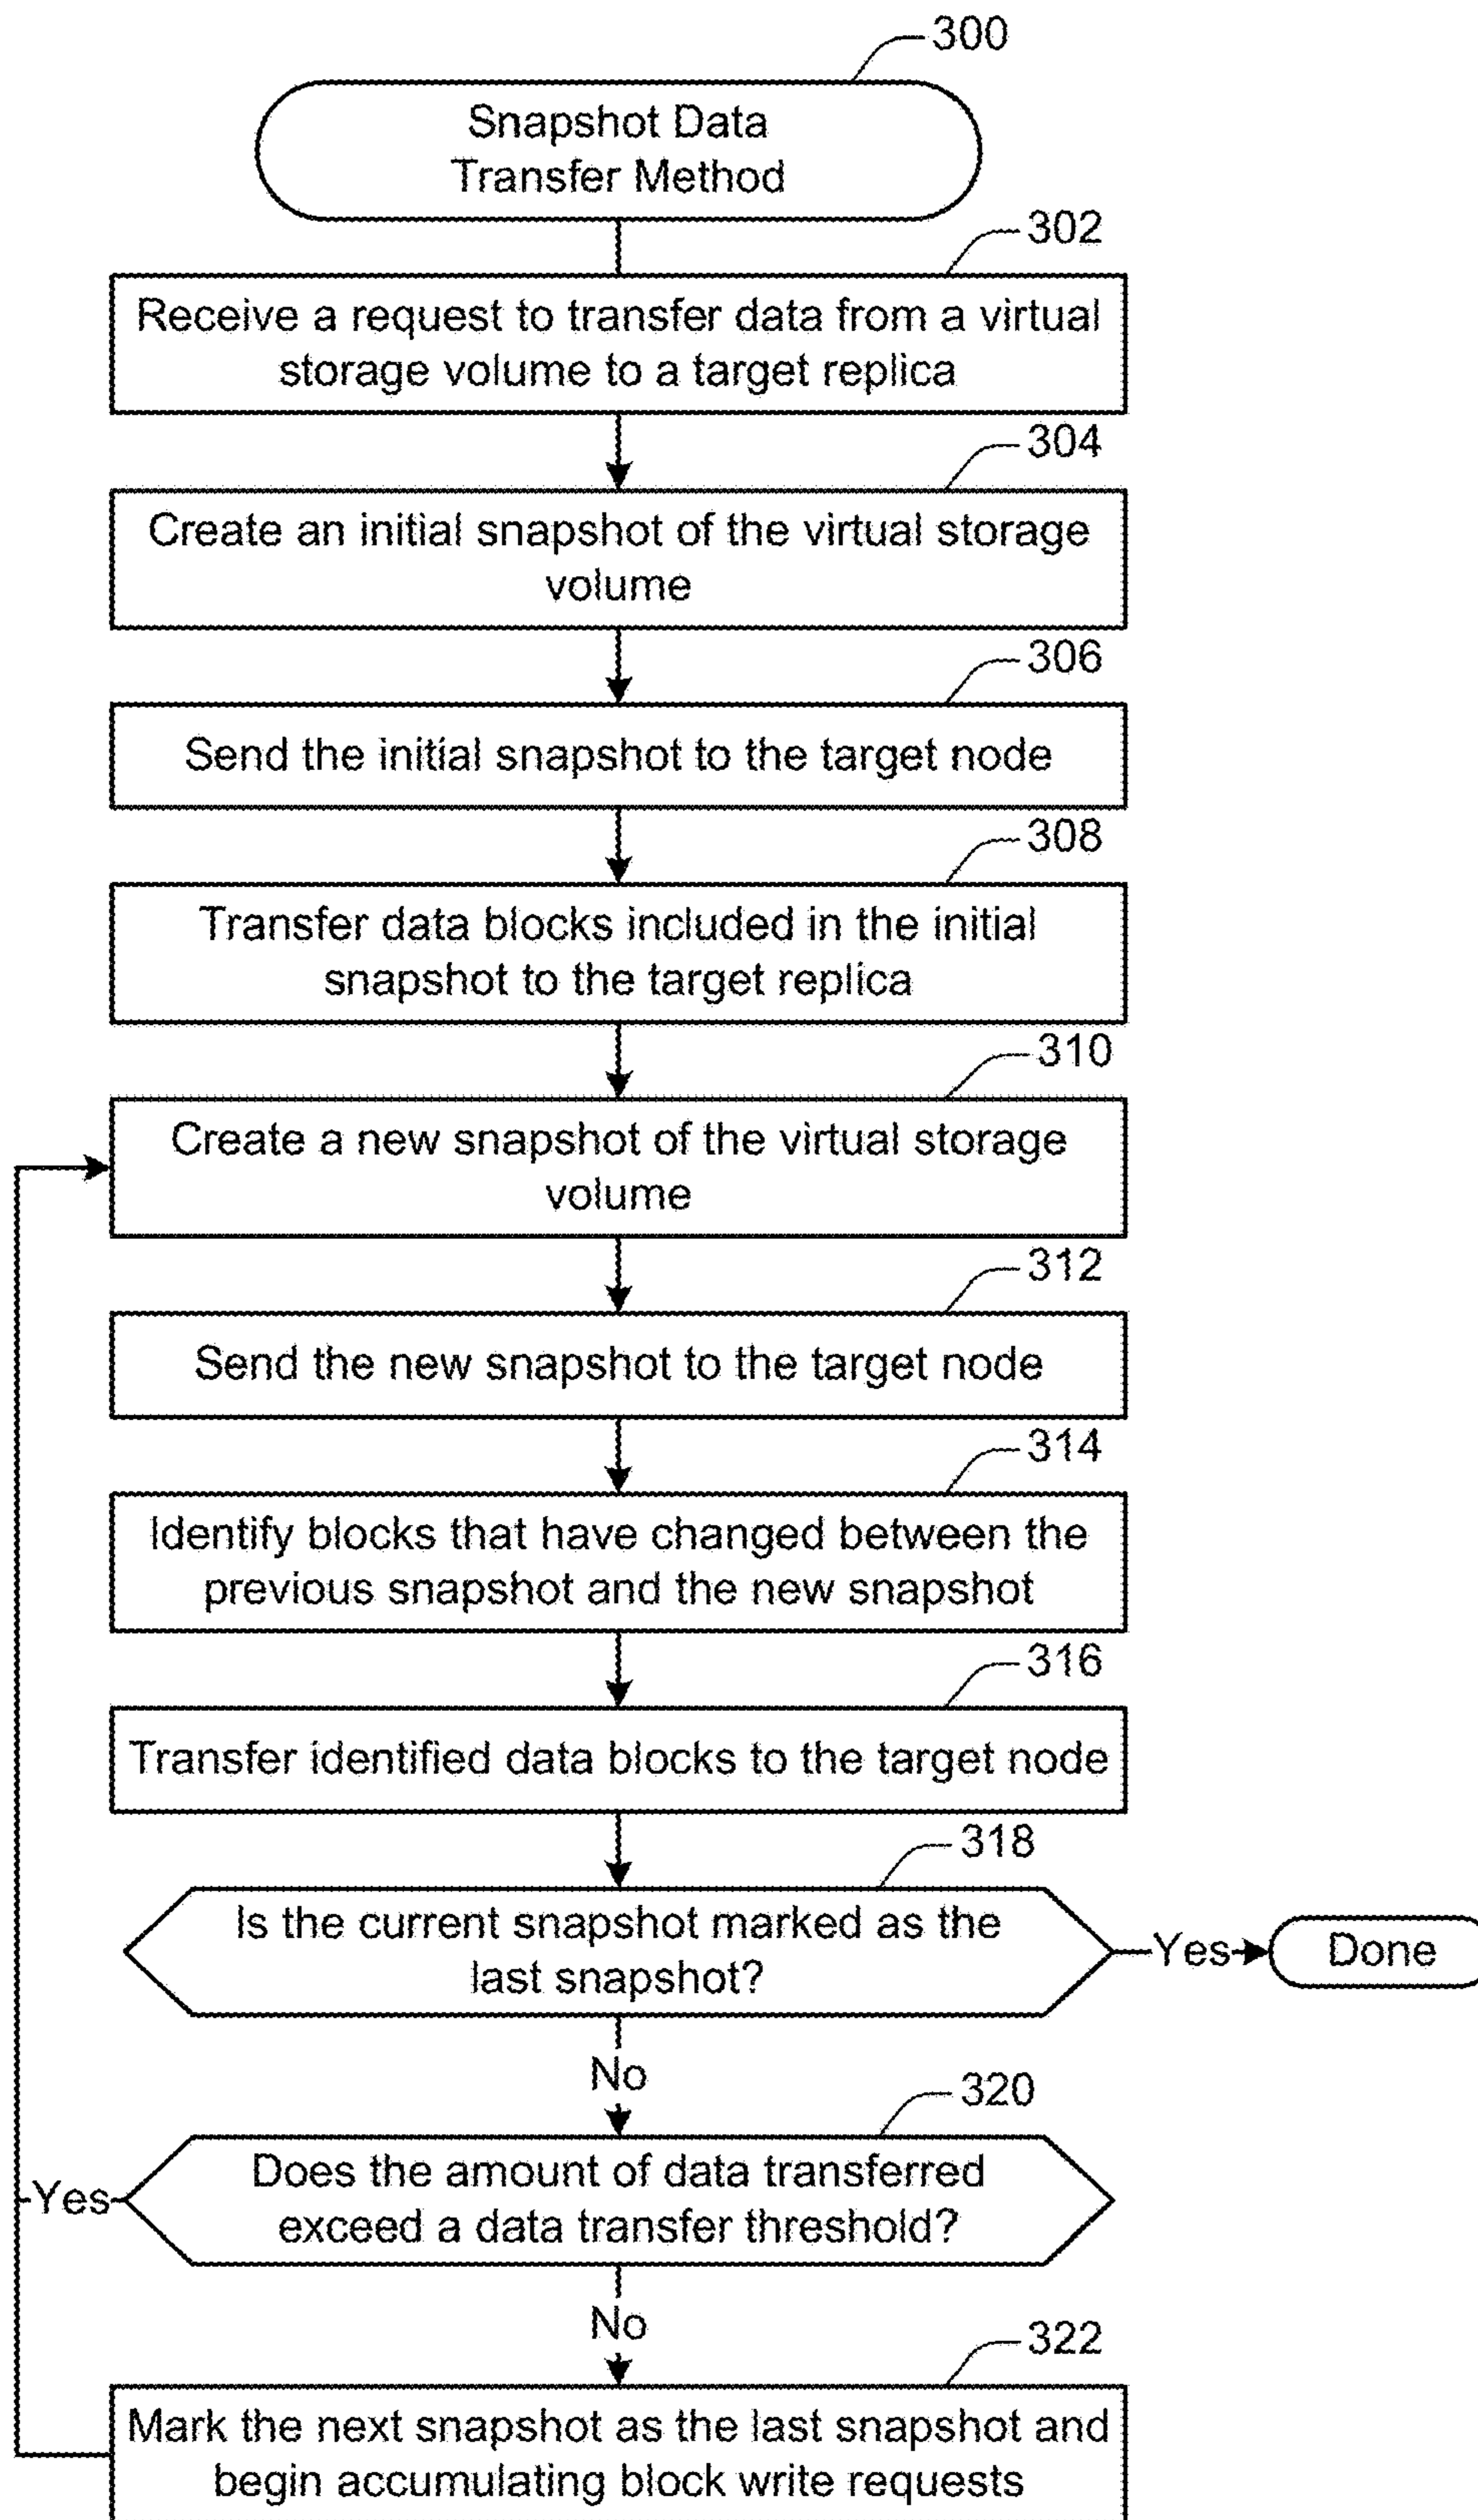 300
Snapshot Data
Transfer Method
302
Receive a request to transfer data from a virtual
storage volume to a target replica
304
Create an initial snapshot of the virtual storage
volume
306
Send the initial snapshot to the target node
308
Transfer data blocks included in the initial
snapshot to the target replica
310
Create a new snapshot of the virtual storage
volume
312
Send the new snapshot to the target node
314
Identify blocks that have changed between the
previous snapshot and the new snapshot
316
Transfer identified data blocks to the target node
318
Is the current snapshot marked as the
last snapshot?
Yes
Done
No
320
Does the amount of data transferred
exceed a data transfer threshold?
Yes
No
322
Mark the next snapshot as the last snapshot and
begin accumulating block write requests